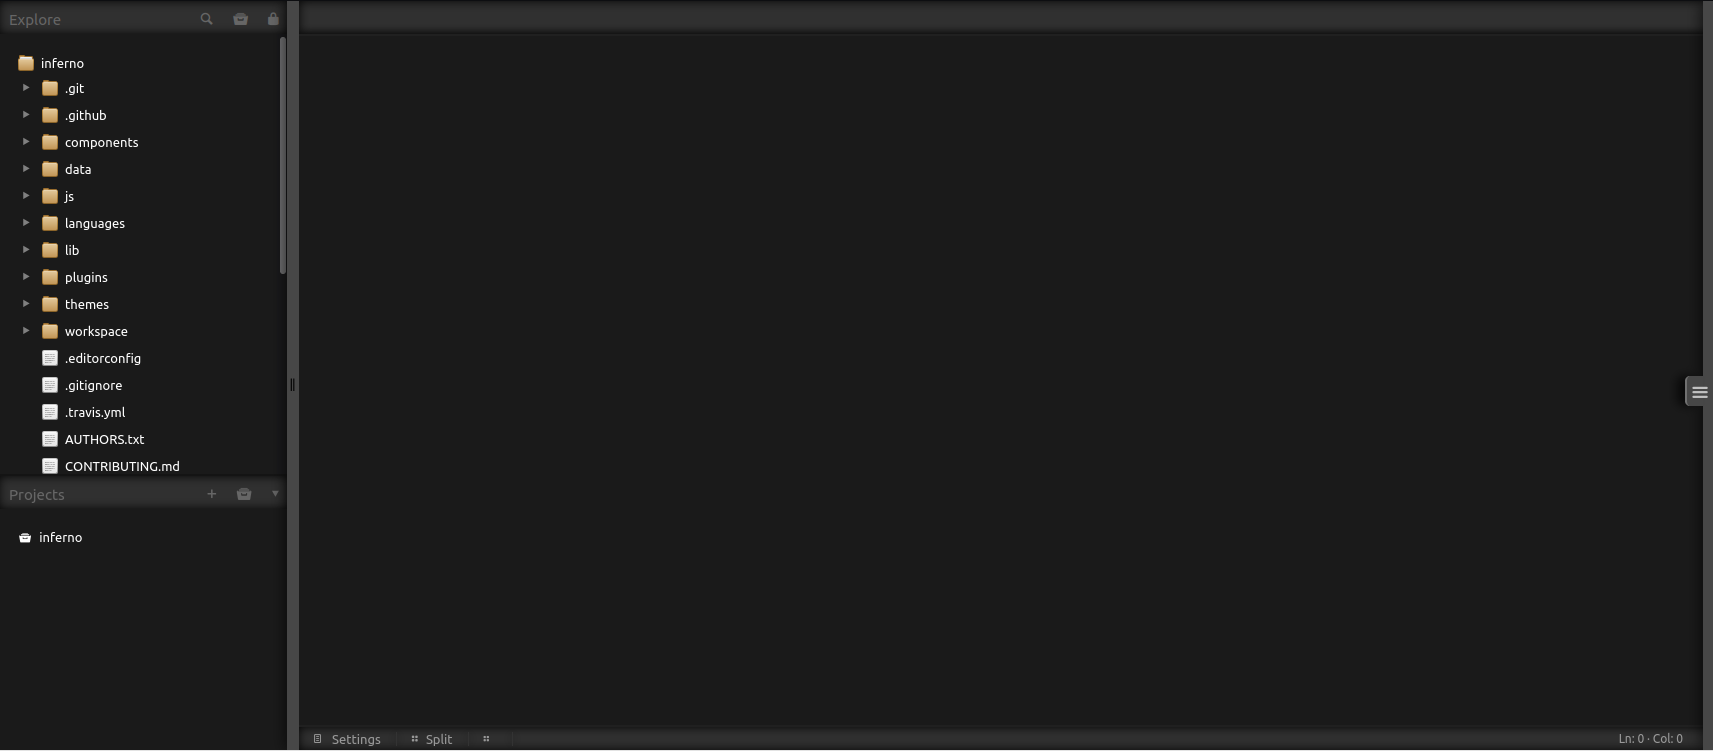 Explore
inferno
.git
.github
components
data
js
languages
lib
plugins
themes
workspace
.editorconfig
.gitignore
.travis.yml
AUTHORS.txt
CONTRIBUTING.md
Projects
inferno
Settings
Split
Ln: 0 · Col: 0